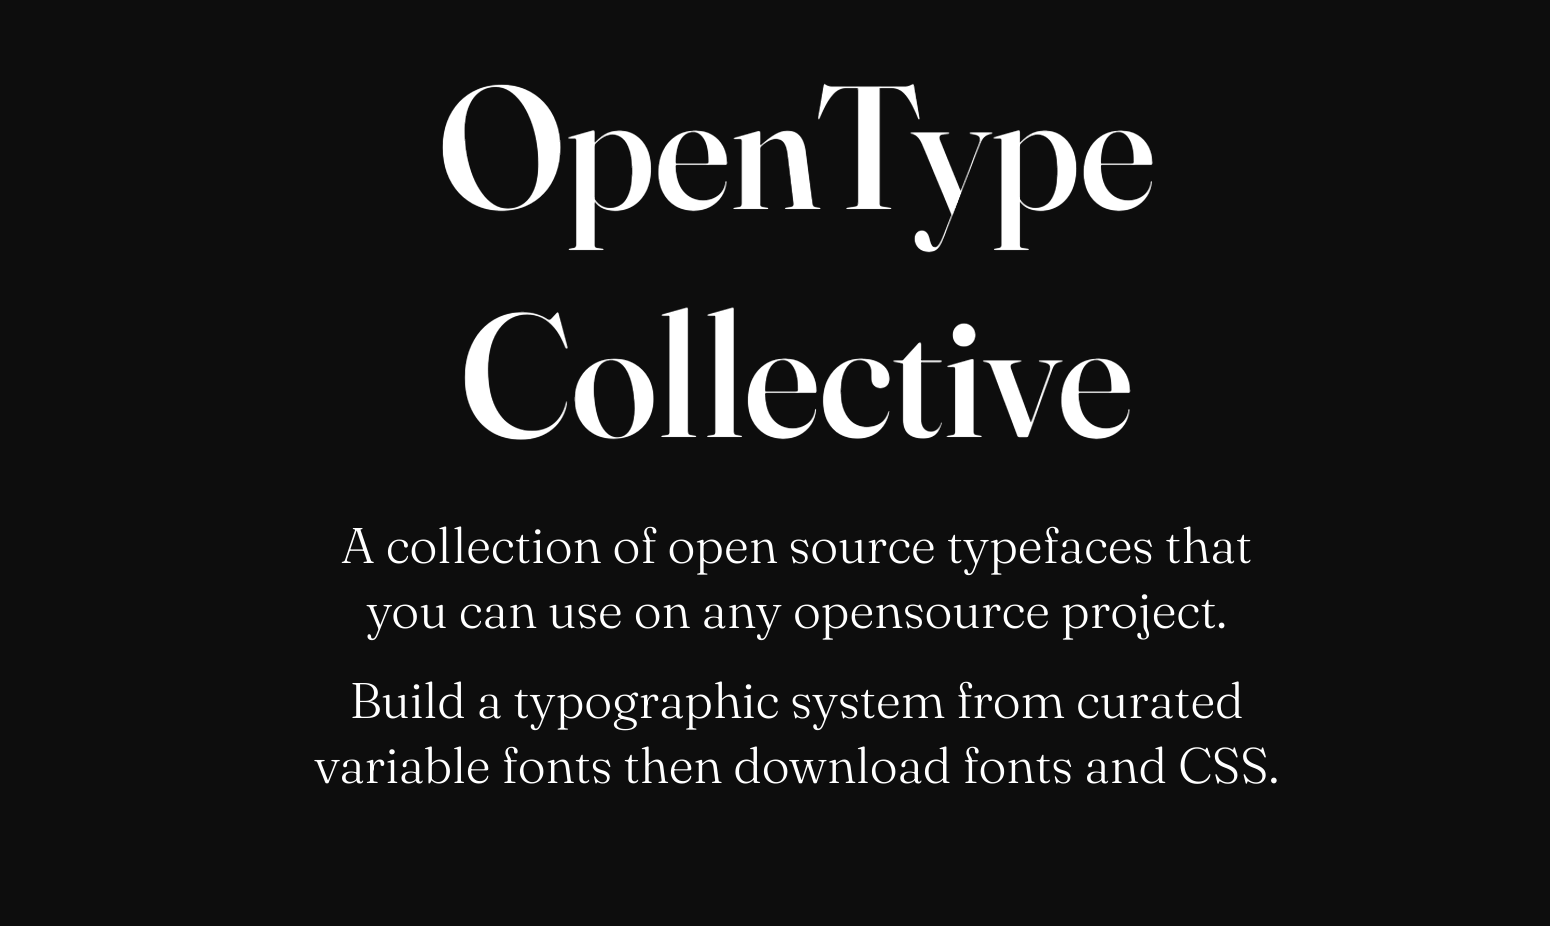 OpenType
Collective
A collection of open source typefaces that
you can use on any opensource project.
Build a typographic system from curated
variable fonts then download fonts and CSS.